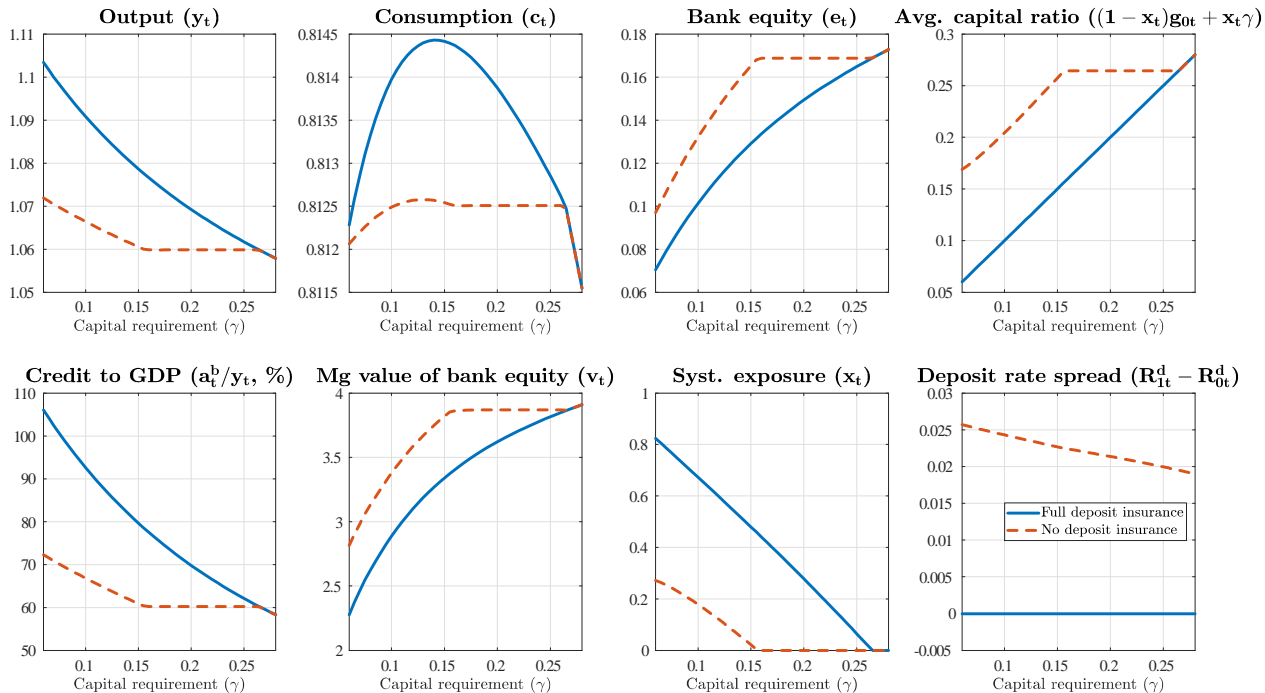 Output (y_t)
1.11
1.1
1.09
1.08
1.07
1.06
1.05
0.1 0.15 0.2 0.25
Capital requirement (γ)
Consumption (c_t)
0.8145
0.814
0.8135
0.813
0.8125
0.812
0.8115
0.1 0.15 0.2 0.25
Capital requirement (γ)
Bank equity (e_t)
0.18
0.16
0.14
0.12
0.1
0.08
0.06
0.1 0.15 0.2 0.25
Capital requirement (γ)
Avg. capital ratio ((1 − x_t)g_{0t} + x_tγ)
0.3
0.25
0.2
0.15
0.1
0.05
0.1 0.15 0.2 0.25
Capital requirement (γ)
Credit to GDP (a_t^b/y_t, %)
110
100
90
80
70
60
50
0.1 0.15 0.2 0.25
Capital requirement (γ)
Mg value of bank equity (v_t)
4
3.5
3
2.5
2
0.1 0.15 0.2 0.25
Capital requirement (γ)
Syst. exposure (x_t)
1
0.8
0.6
0.4
0.2
0
0.1 0.15 0.2 0.25
Capital requirement (γ)
Deposit rate spread (R_{1t}^d − R_{0t}^d)
0.03
0.025
0.02
0.015
0.01
0.005
0
-0.005
Full deposit insurance
No deposit insurance
0.1 0.15 0.2 0.25
Capital requirement (γ)